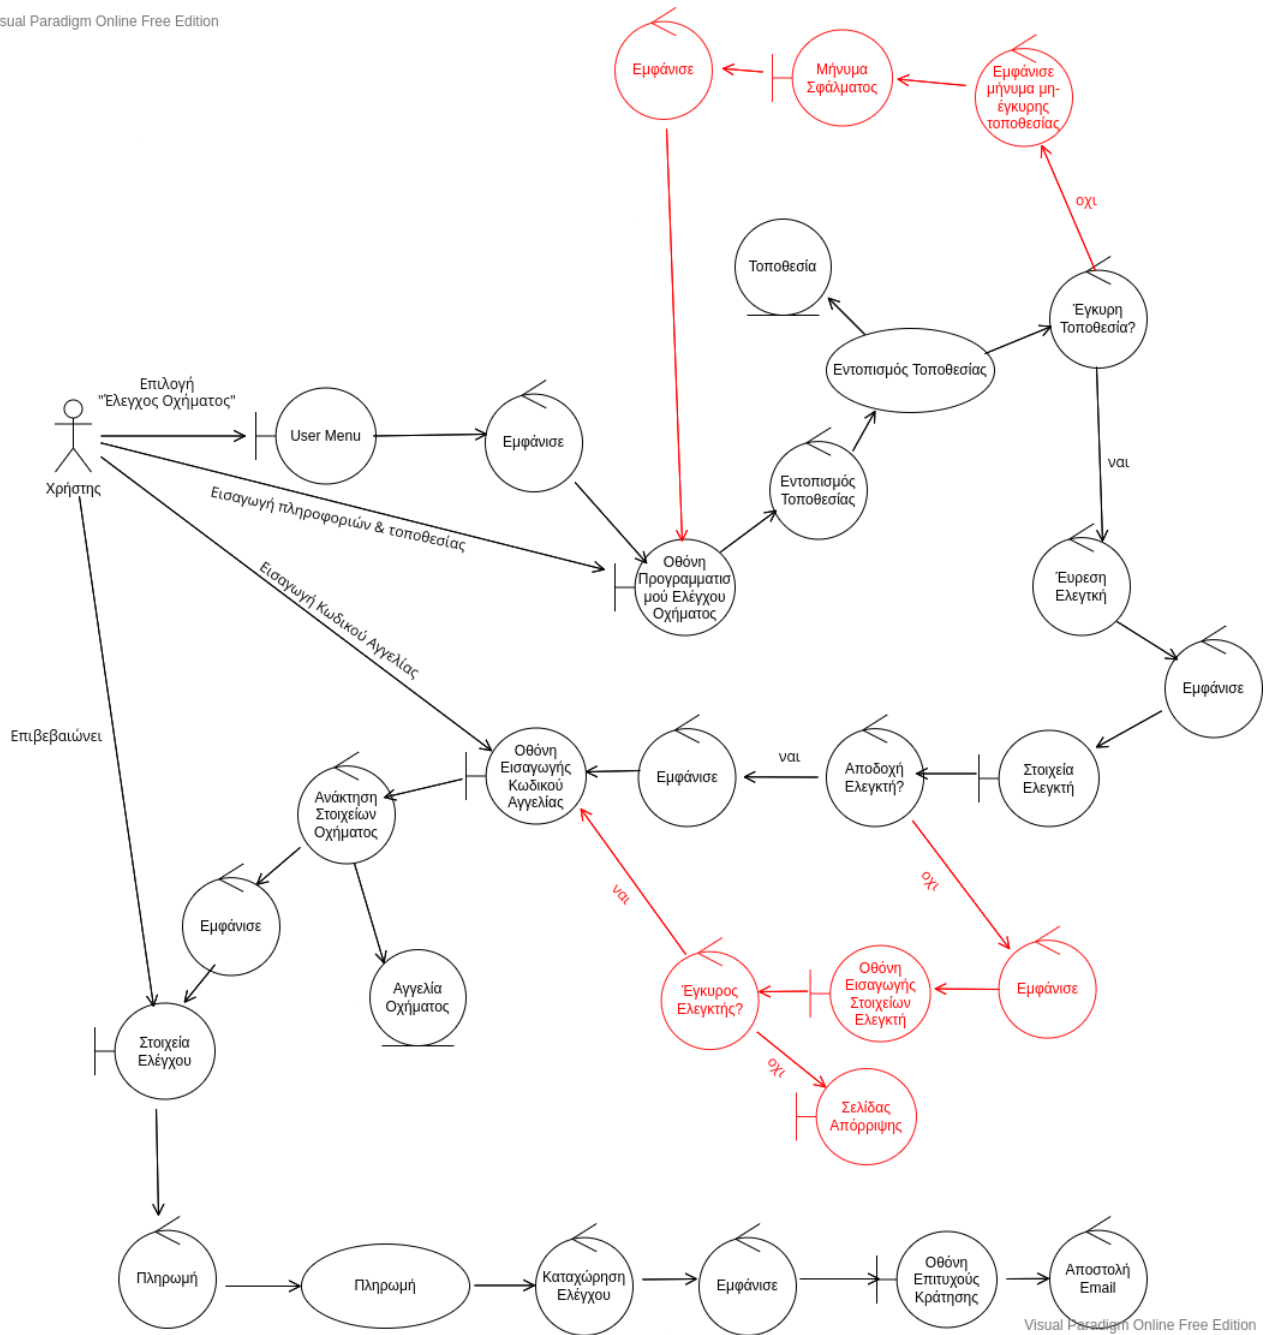 sual Paradigm Online Free Edition
Εμφάνισε
Μήνυμα
Σφάλματος
Εμφάνισε
μήνυμα μη-
έγκυρης
τοποθεσίας
οχι
Τοποθεσία
Έγκυρη
Τοποθεσία?
Εντοπισμός Τοποθεσίας
Επιλογή
"Έλεγχος Οχήματος"
User Menu
Εμφάνισε
Χρήστης
Εντοπισμός
Τοποθεσίας
ναι
Εισαγωγή πληροφοριών & τοποθεσίας
Οθόνη
Προγραμματισ
μού Ελέγχου
Οχήματος
Έυρεση
Ελεγτκή
Εισαγωγή Κωδικού Αγγελίας
Εμφάνισε
Επιβεβαιώνει
Οθόνη
Εισαγωγής
Κωδικού
Αγγελίας
Εμφάνισε
ναι
Αποδοχή
Ελεγκτή?
Στοιχεία
Ελεγκτή
Ανάκτηση
Στοιχείων
Οχήματος
ναι
οχι
Εμφάνισε
Αγγελία
Οχήματος
Έγκυρος
Ελεγκτής?
Οθόνη
Εισαγωγής
Στοιχείων
Ελεγκτή
Εμφάνισε
Στοιχεία
Ελέγχου
οχι
Σελίδας
Απόρριψης
Πληρωμή
Πληρωμή
Καταχώρηση
Ελέγχου
Εμφάνισε
Οθόνη
Επιτυχούς
Κράτησης
Αποστολή
Email
Visual Paradigm Online Free Edition